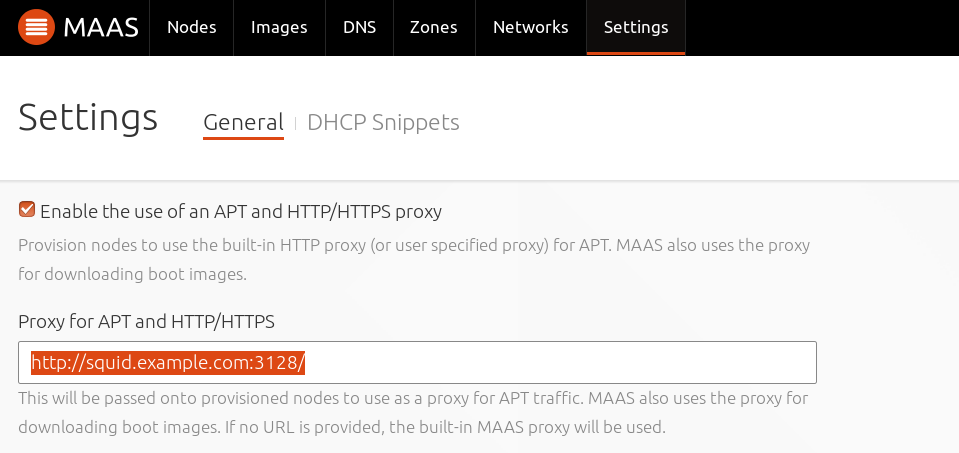 MAAS Nodes Images DNS Zones Networks Settings
Settings General DHCP Snippets
Enable the use of an APT and HTTP/HTTPS proxy
Provision nodes to use the built-in HTTP proxy (or user specified proxy) for APT. MAAS also uses the proxy
for downloading boot images.
Proxy for APT and HTTP/HTTPS
http://squid.example.com:3128/
This will be passed onto provisioned nodes to use as a proxy for APT traffic. MAAS also uses the proxy for
downloading boot images. If no URL is provided, the built-in MAAS proxy will be used.